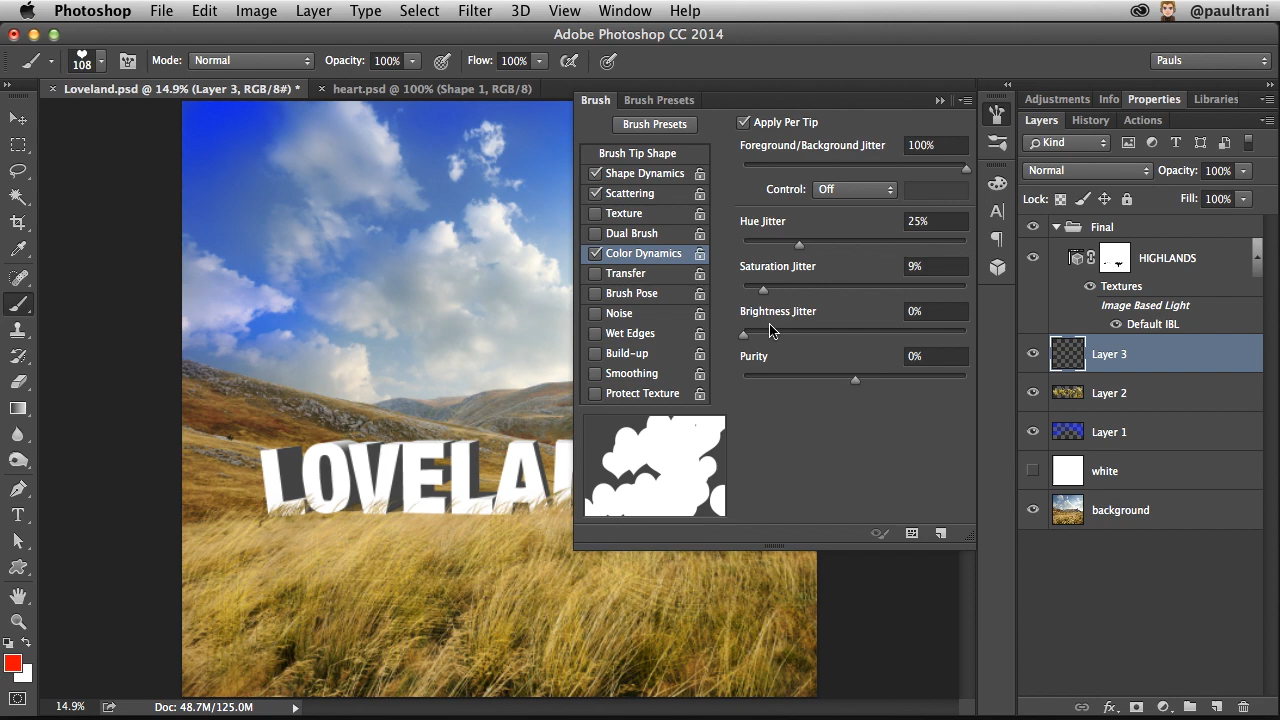 Photoshop File Edit Image Layer Type Select Filter 3D View Window Help @paultrani
Adobe Photoshop CC 2014
108 Mode: Normal Opacity: 100% Flow: 100% Pauls
× Loveland.psd @ 14.9% (Layer 3, RGB/8#) * × heart.psd @ 100% (Shape 1, RGB/8)
Brush Brush Presets
Brush Presets
Brush Tip Shape
Shape Dynamics
Scattering
Texture
Dual Brush
Color Dynamics
Transfer
Brush Pose
Noise
Wet Edges
Build-up
Smoothing
Protect Texture
Apply Per Tip
Foreground/Background Jitter 100%
Control: Off
Hue Jitter 25%
Saturation Jitter 9%
Brightness Jitter 0%
Purity 0%
Adjustments Info Properties Libraries
Layers History Actions
Kind
Normal Opacity: 100%
Lock: Fill: 100%
Final
HIGHLANDS
Textures
Image Based Light
Default IBL
Layer 3
Layer 2
Layer 1
white
background
LOVELA
14.9% Doc: 48.7M/125.0M